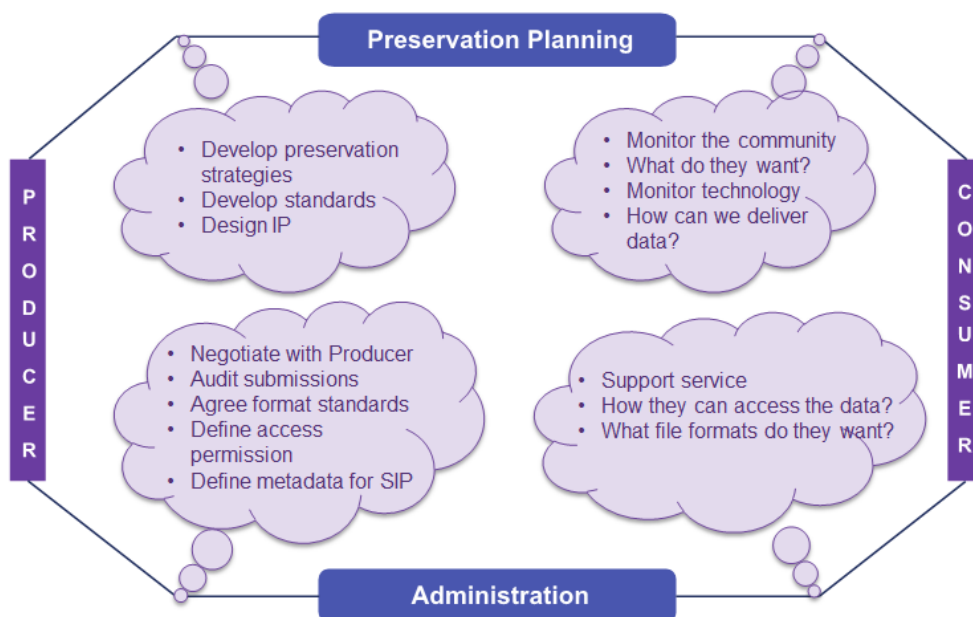 Preservation Planning
• Develop preservation
strategies
• Develop standards
• Design IP
• Monitor the community
• What do they want?
• Monitor technology
• How can we deliver
data?
PRODUCER
CONSUMER
• Negotiate with Producer
• Audit submissions
• Agree format standards
• Define access
permission
• Define metadata for SIP
• Support service
• How they can access the data?
• What file formats do they want?
Administration